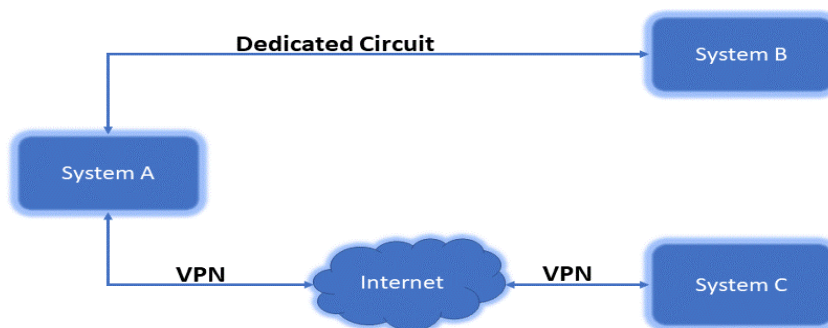 Dedicated Circuit
System B
System A
VPN
Internet
VPN
System C